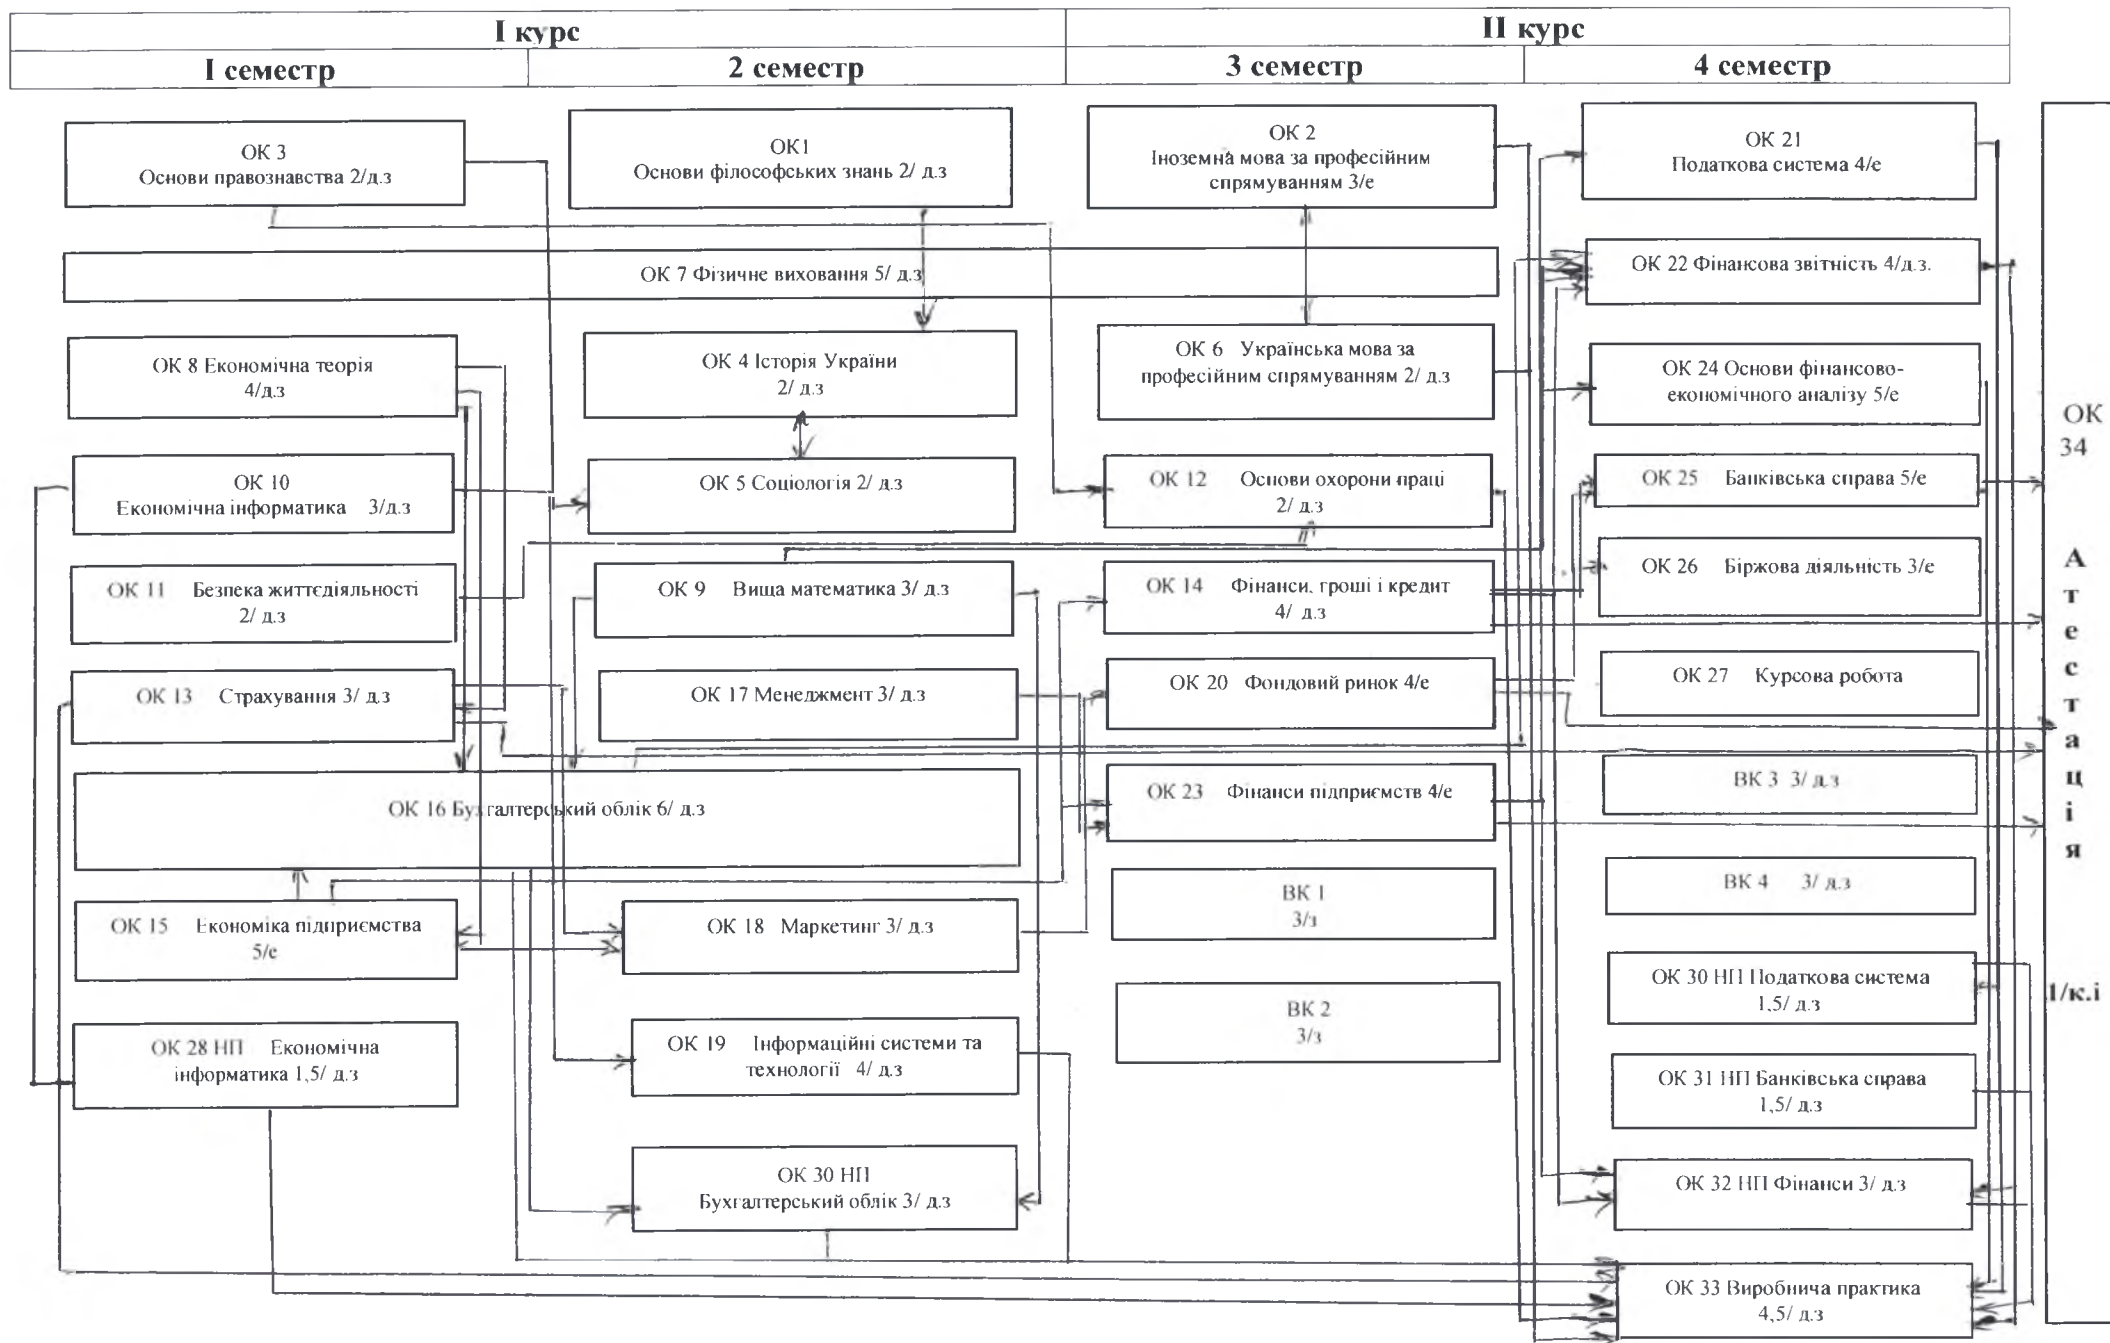 I курс
II курс
I семестр
2 семестр
3 семестр
4 семестр
ОК 3
Основи правознавства 2/д.з
ОК1
Основи філософських знань 2/ д.з
ОК 2
Іноземна мова за професійним
спрямуванням 3/е
ОК 21
Податкова система 4/е
ОК 7 Фізичне виховання 5/ д.з
ОК 22 Фінансова звітність 4/д.з.
ОК 8 Економічна теорія
4/д.з
ОК 4 Історія України
2/ д.з
ОК 6 Українська мова за
професійним спрямуванням 2/ д.з
ОК 24 Основи фінансово-
економічного аналізу 5/е
ОК 10
Економічна інформатика 3/д.з
ОК 5 Соціологія 2/ д.з
ОК 12 Основи охорони праці
2/ д.з
ОК 25 Банківська справа 5/е
ОК 11 Безпека життєдіяльності
2/ д.з
ОК 9 Вища математика 3/ д.з
ОК 14 Фінанси, гроші і кредит
4/ д.з
ОК 26 Біржова діяльність 3/е
ОК 13 Страхування 3/ д.з
ОК 17 Менеджмент 3/ д.з
ОК 20 Фондовий ринок 4/е
ОК 27 Курсова робота
ОК 16 Бухгалтерський облік 6/ д.з
ОК 23 Фінанси підприємств 4/е
ВК 3 3/ д.з
ОК 15 Економіка підприємства
5/е
ОК 18 Маркетинг 3/ д.з
ВК 1
3/з
ВК 4 3/ д.з
ОК 28 НП Економічна
інформатика 1,5/ д.з
ОК 19 Інформаційні системи та
технології 4/ д.з
ВК 2
3/з
ОК 30 НП Податкова система
1,5/ д.з
ОК 31 НП Банківська справа
1,5/ д.з
ОК 30 НП
Бухгалтерський облік 3/ д.з
ОК 32 НП Фінанси 3/ д.з
ОК 33 Виробнича практика
4,5/ д.з
ОК
34
А
т
е
с
т
а
ц
і
я
1/к.і